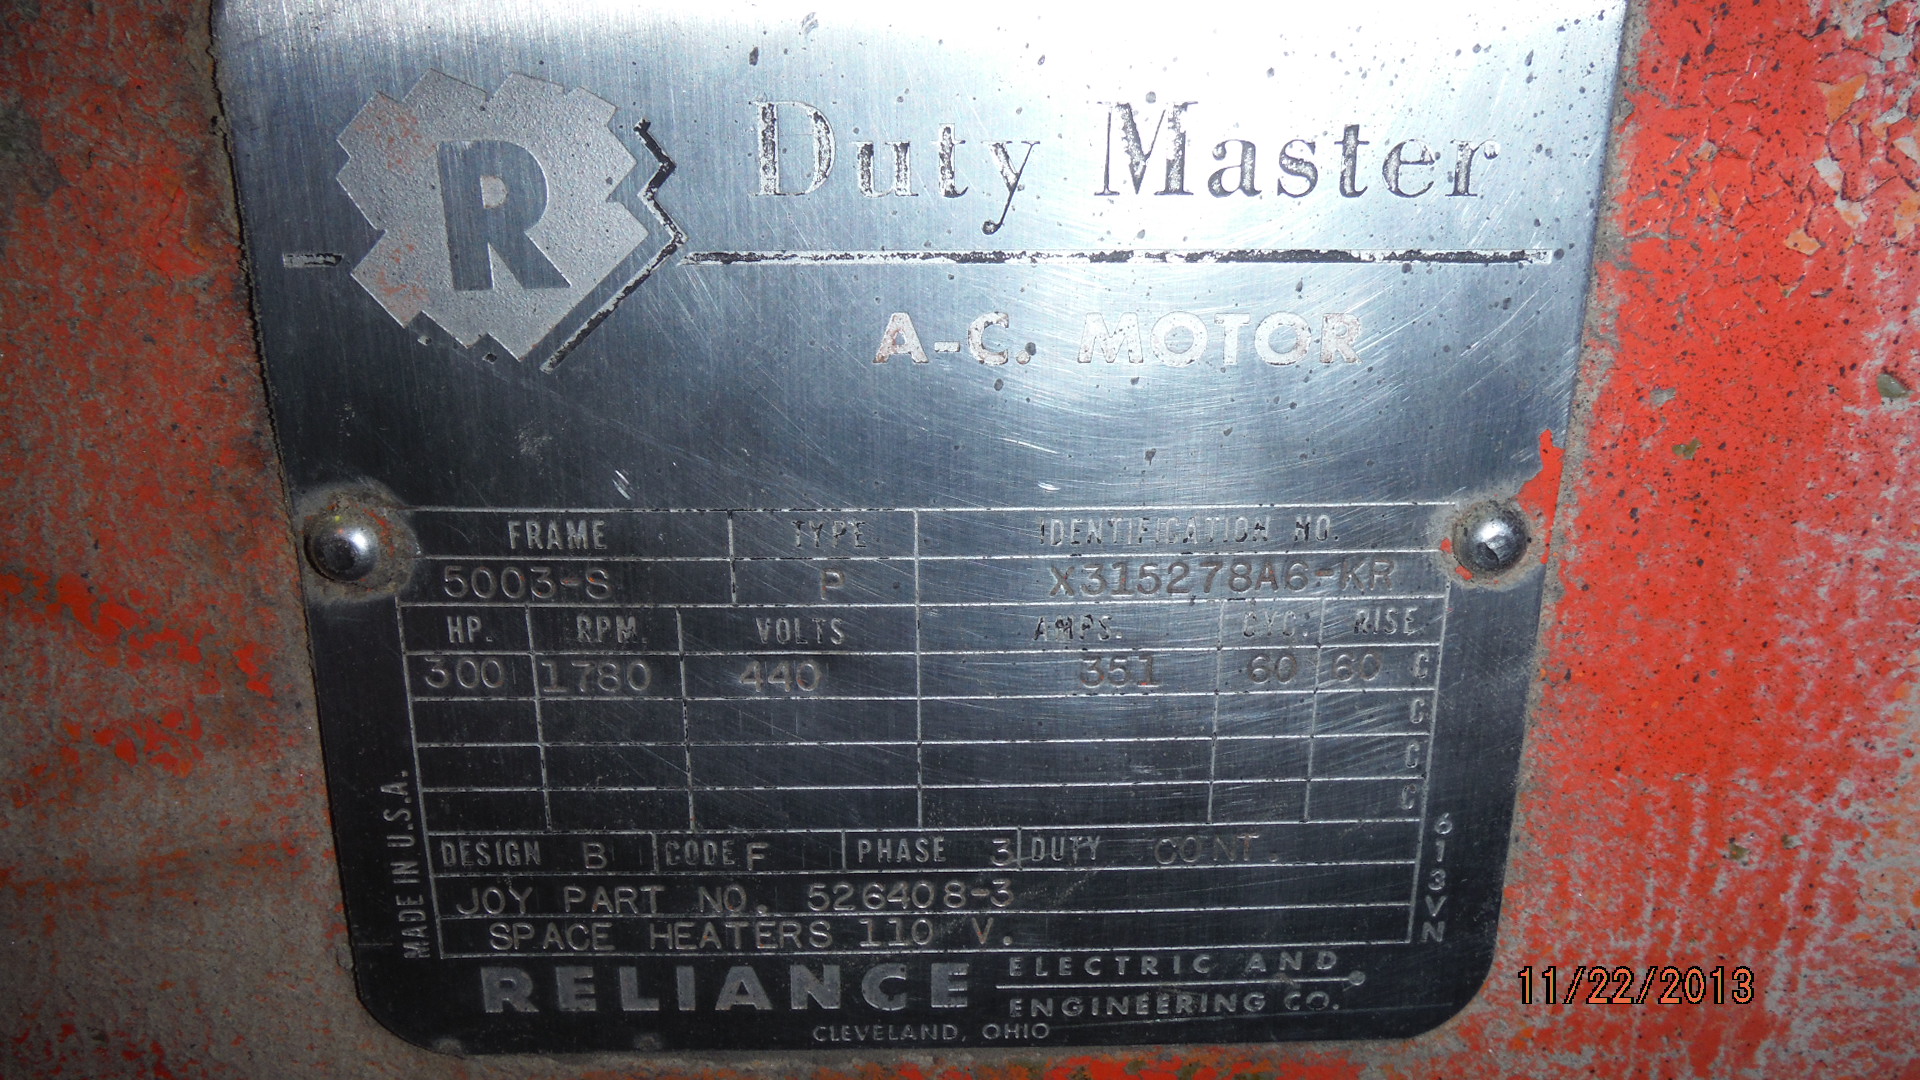 R
Duty Master
A-C. MOTOR
FRAME TYPE IDENTIFICATION NO.
5003-S P X315278A6-KR
HP. RPM. VOLTS AMPS. CYC. RISE
300 1780 440 351 60 60 C
C
C
C
DESIGN B CODE F PHASE 3 DUTY CONT.
JOY PART NO. 526408-3
SPACE HEATERS 110 V.
MADE IN U.S.A.
613VN
RELIANCE ELECTRIC AND
ENGINEERING CO.
CLEVELAND, OHIO
11/22/2013